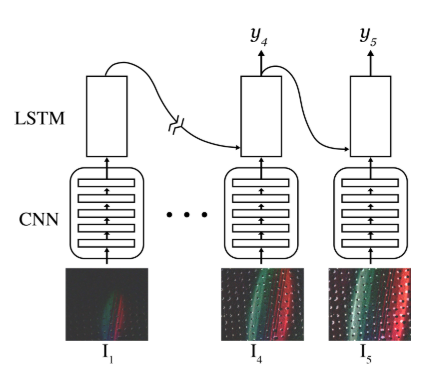 y₄ y₅
LSTM
CNN
I₁ I₄ I₅